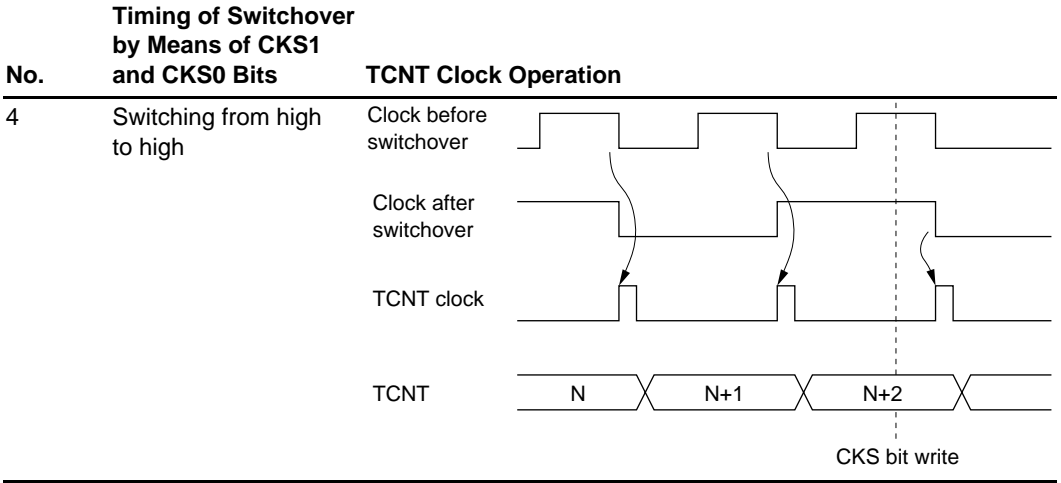 Timing of Switchover
by Means of CKS1
No. and CKS0 Bits TCNT Clock Operation
4 Switching from high to high
Clock before
switchover
Clock after
switchover
TCNT clock
TCNT N N+1 N+2
CKS bit write